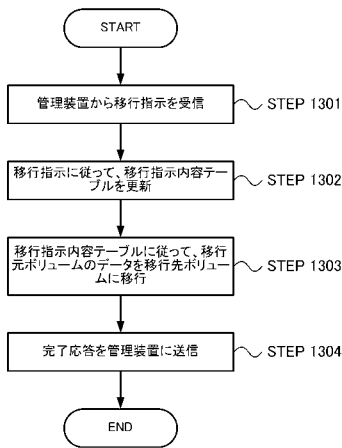 START
管理装置から移行指示を受信
STEP 1301
移行指示に従って、移行指示内容テー
ブルを更新
STEP 1302
移行指示内容テーブルに従って、移行
元ボリュームのデータを移行先ボリュー
ムに移行
STEP 1303
完了応答を管理装置に送信
STEP 1304
END